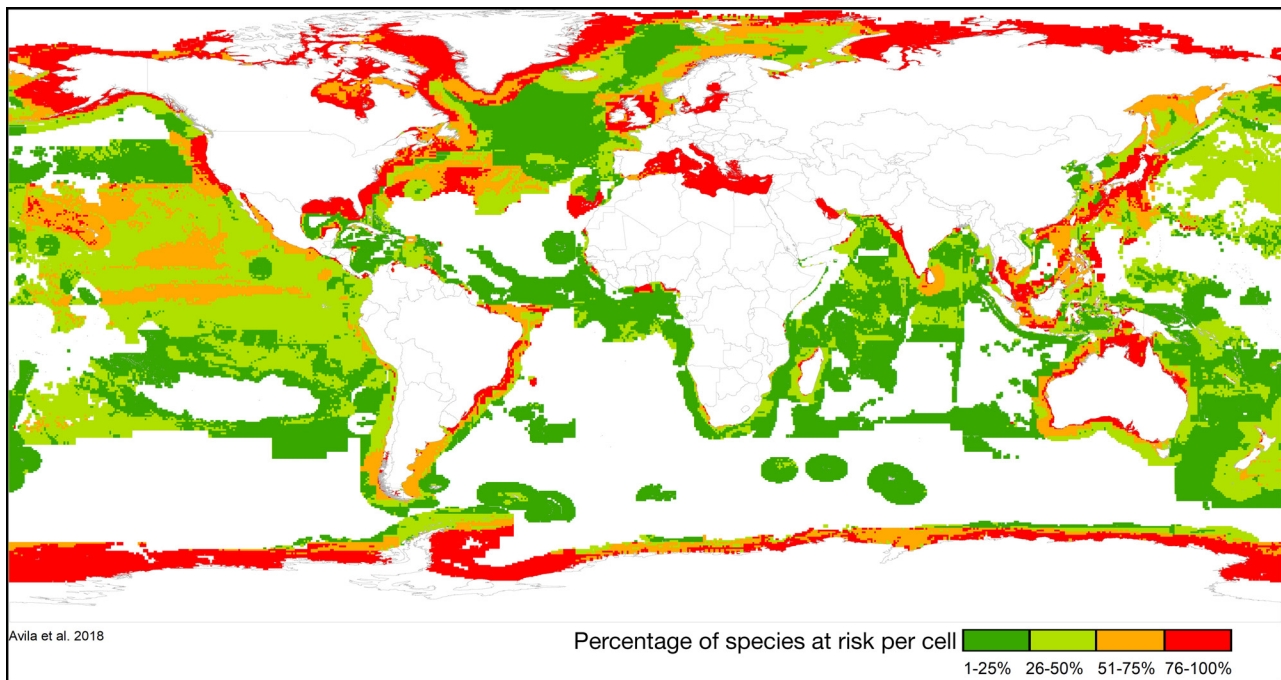 Avila et al. 2018
Percentage of species at risk per cell
1-25% 26-50% 51-75% 76-100%